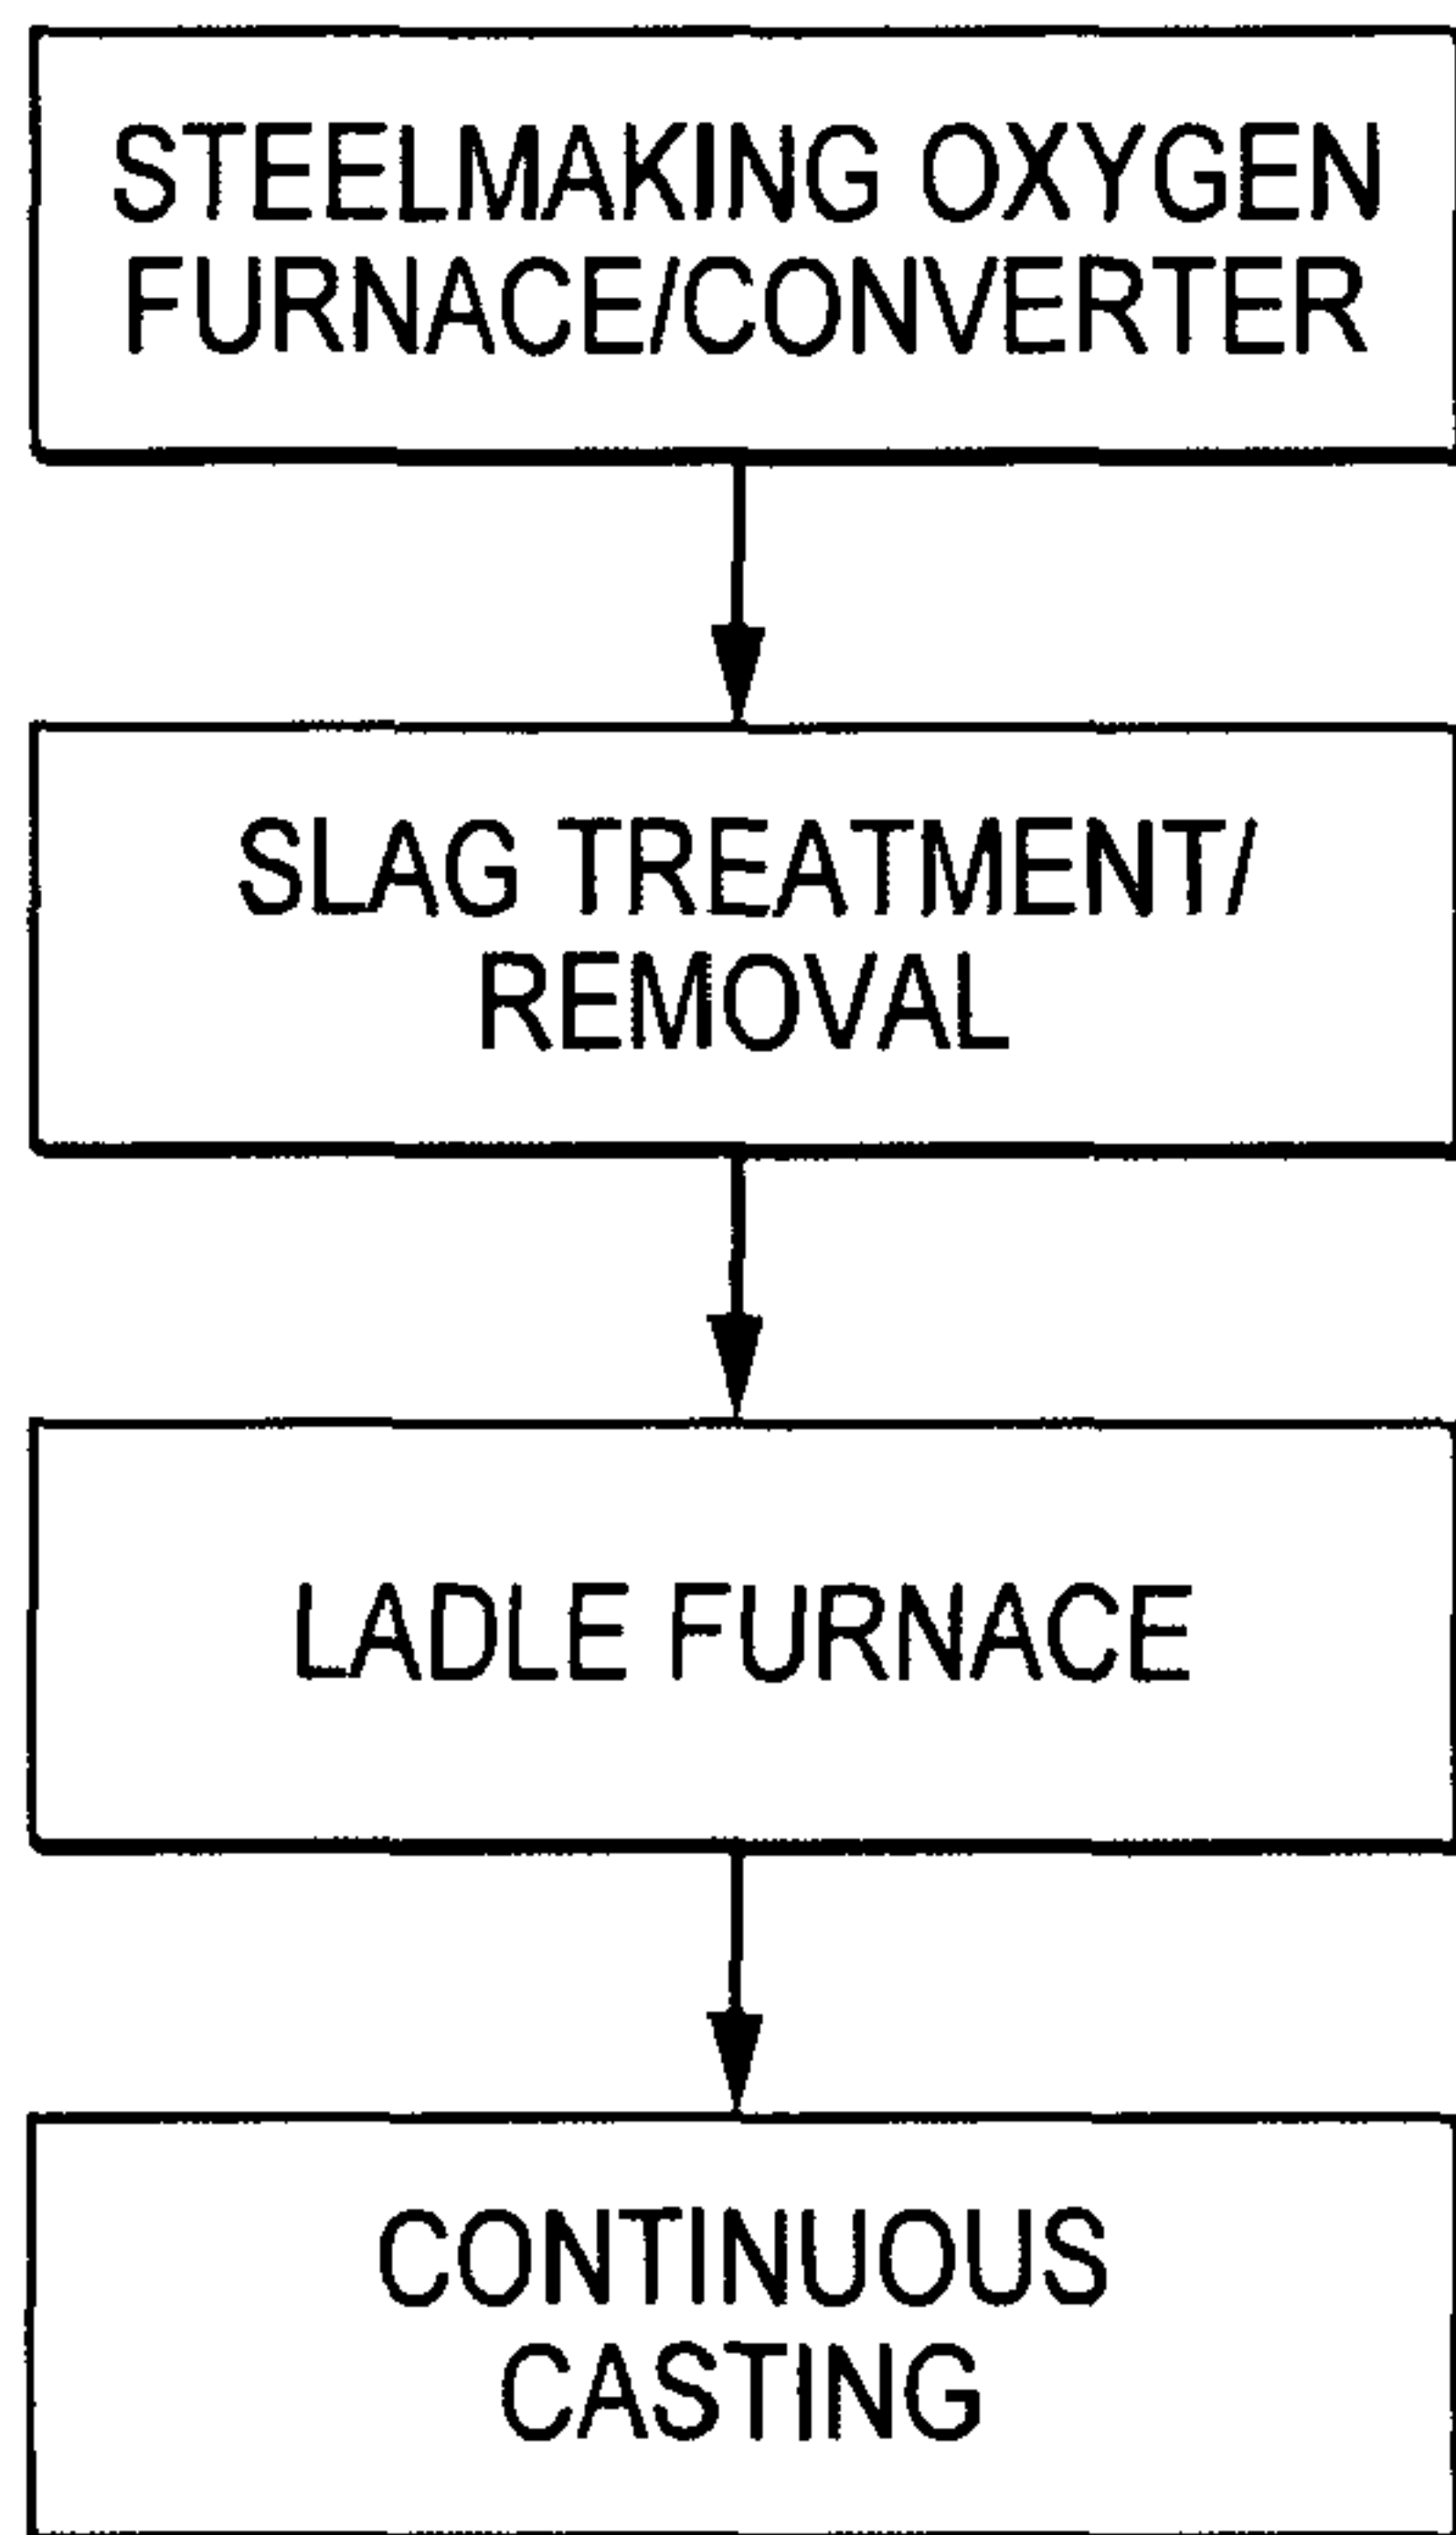 STEELMAKING OXYGEN
FURNACE/CONVERTER
SLAG TREATMENT/
REMOVAL
LADLE FURNACE
CONTINUOUS
CASTING